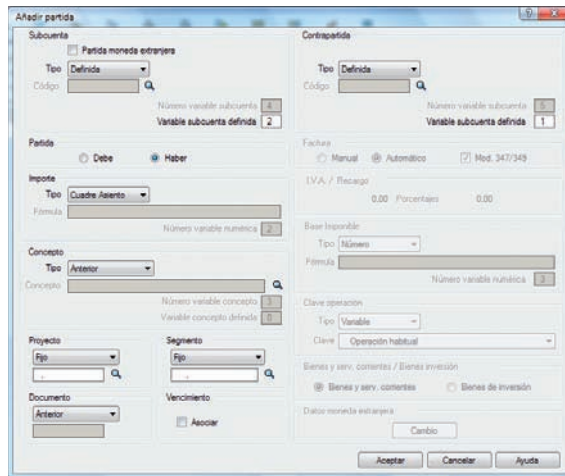 Añadir partida
Subcuenta
Partida moneda extranjera
Tipo Definida
Código
Número variable subcuenta 4
Variable subcuenta definida 2
Contrapartida
Tipo Definida
Código
Número variable subcuenta 5
Variable subcuenta definida 1
Partida
Debe Haber
Factura
Manual Automático Mod. 347/349
Importe
Tipo Cuadre Asiento
Fórmula
Número variable numérica 2
I.V.A. / Recargo
0.00 Porcentajes 0.00
Base Imponible
Tipo Número
Fórmula
Número variable numérica 3
Concepto
Tipo Anterior
Concepto
Número variable concepto 3
Variable concepto definida 0
Clave operación
Tipo Variable
Clave Operación habitual
Proyecto
Fijo
.
Segmento
Fijo
.
Bienes y serv. corrientes / Bienes inversión
Bienes y serv. corrientes Bienes de inversión
Documento
Anterior
Vencimiento
Asociar
Datos moneda extranjera
Cambio
Aceptar Cancelar Ayuda